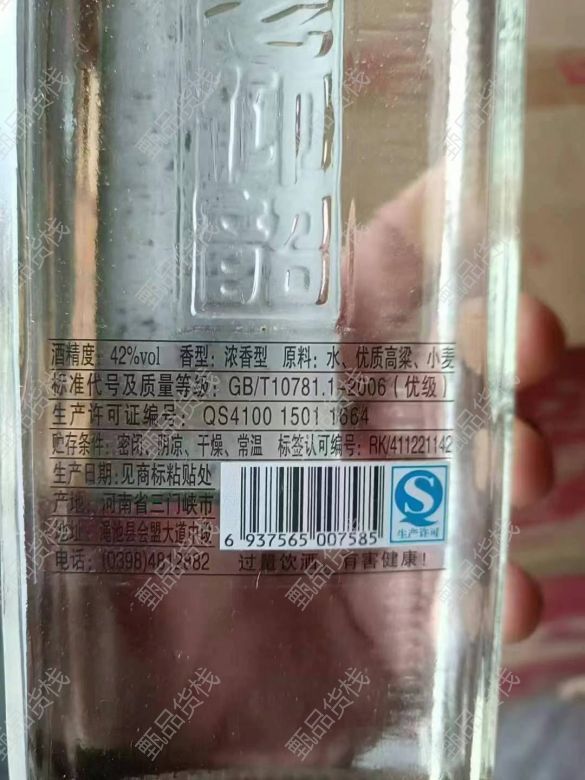 酒精度: 42%vol 香型: 浓香型 原料: 水、优质高粱、小麦
标准代号及质量等级: GB/T10781.1-2006(优级)
生产许可证编号: QS4100 1501 1664
贮存条件: 密闭、阴凉、干燥、常温 标签认可编号: RK/411221142
生产日期: 见商标粘贴处
产地: 河南省三门峡市
地址: 渑池县会盟大道中段
电话: (0398)4812882
6 937565 007585
生产许可
过量饮酒 有害健康!
甄品货栈